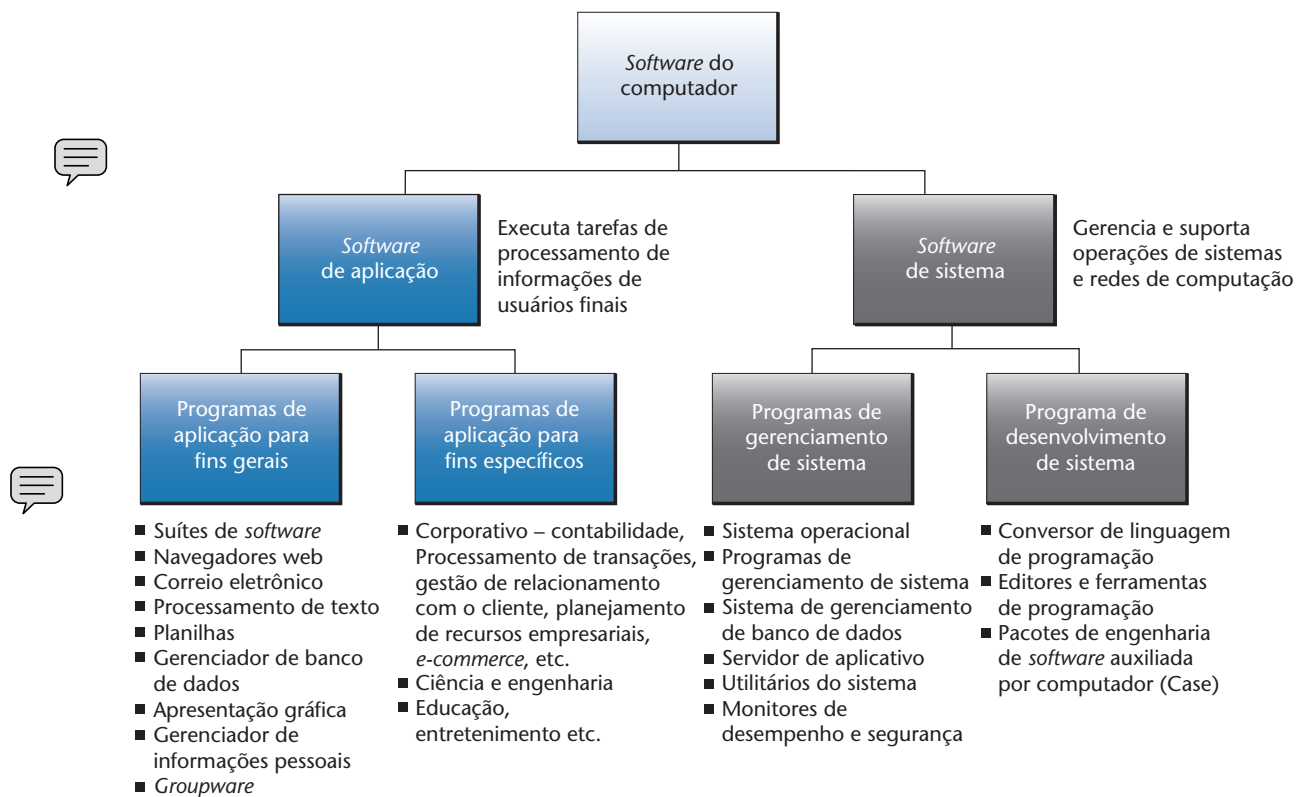 Software do
computador
Software
de aplicação
Executa tarefas de
processamento de
informações de
usuários finais
Software
de sistema
Gerencia e suporta
operações de sistemas
e redes de computação
Programas de
aplicação para
fins gerais
Programas de
aplicação para
fins específicos
Programas de
gerenciamento
de sistema
Programa de
desenvolvimento
de sistema
■ Suítes de software
■ Navegadores web
■ Correio eletrônico
■ Processamento de texto
■ Planilhas
■ Gerenciador de banco
de dados
■ Apresentação gráfica
■ Gerenciador de
informações pessoais
■ Groupware
■ Corporativo – contabilidade,
Processamento de transações,
gestão de relacionamento
com o cliente, planejamento
de recursos empresariais,
e-commerce, etc.
■ Ciência e engenharia
■ Educação,
entretenimento etc.
■ Sistema operacional
■ Programas de
gerenciamento de sistema
■ Sistema de gerenciamento
de banco de dados
■ Servidor de aplicativo
■ Utilitários do sistema
■ Monitores de
desempenho e segurança
■ Conversor de linguagem
de programação
■ Editores e ferramentas
de programação
■ Pacotes de engenharia
de software auxiliada
por computador (Case)